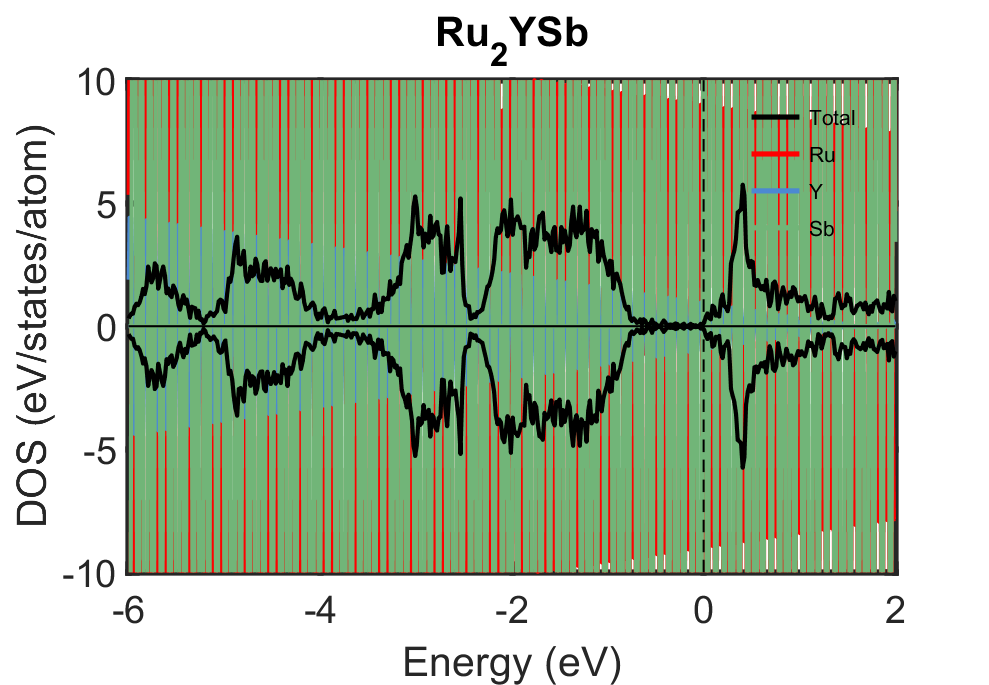 Ru₂YSb
DOS (eV/states/atom)
10
5
0
-5
-10
Total
Ru
Y
Sb
-6 -4 -2 0 2
Energy (eV)